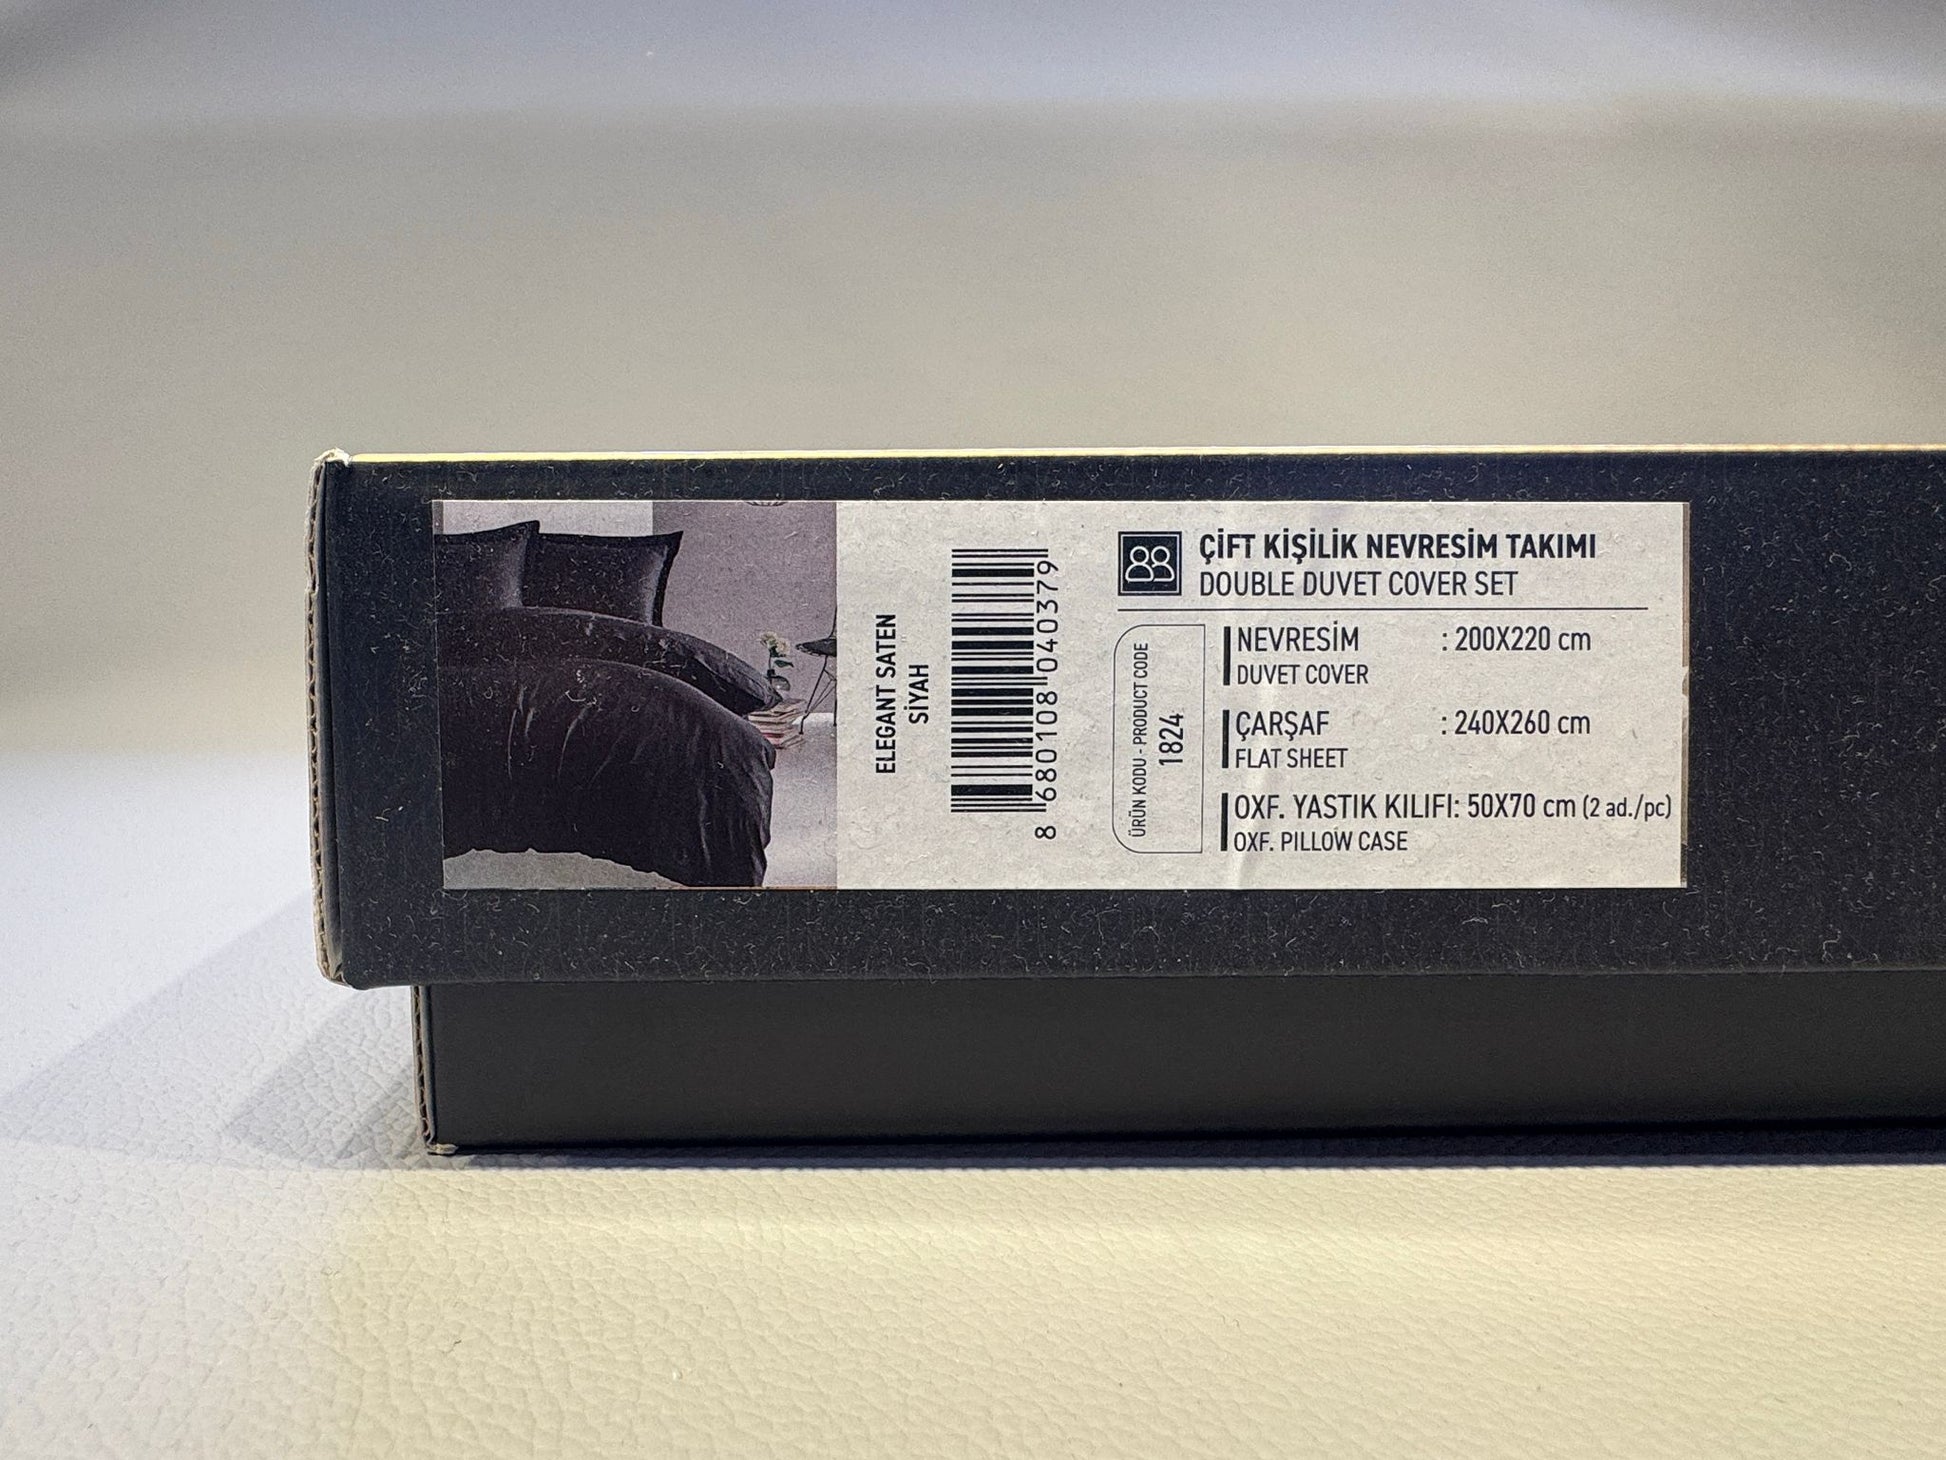 ELEGANT SATEN
SİYAH
8 680108 040379
ÇİFT KİŞİLİK NEVRESİM TAKIMI
DOUBLE DUVET COVER SET
ÜRÜN KODU - PRODUCT CODE
1824
NEVRESİM : 200X220 cm
DUVET COVER
ÇARŞAF : 240X260 cm
FLAT SHEET
OXF. YASTIK KILIFI: 50X70 cm (2 ad./pc)
OXF. PILLOW CASE